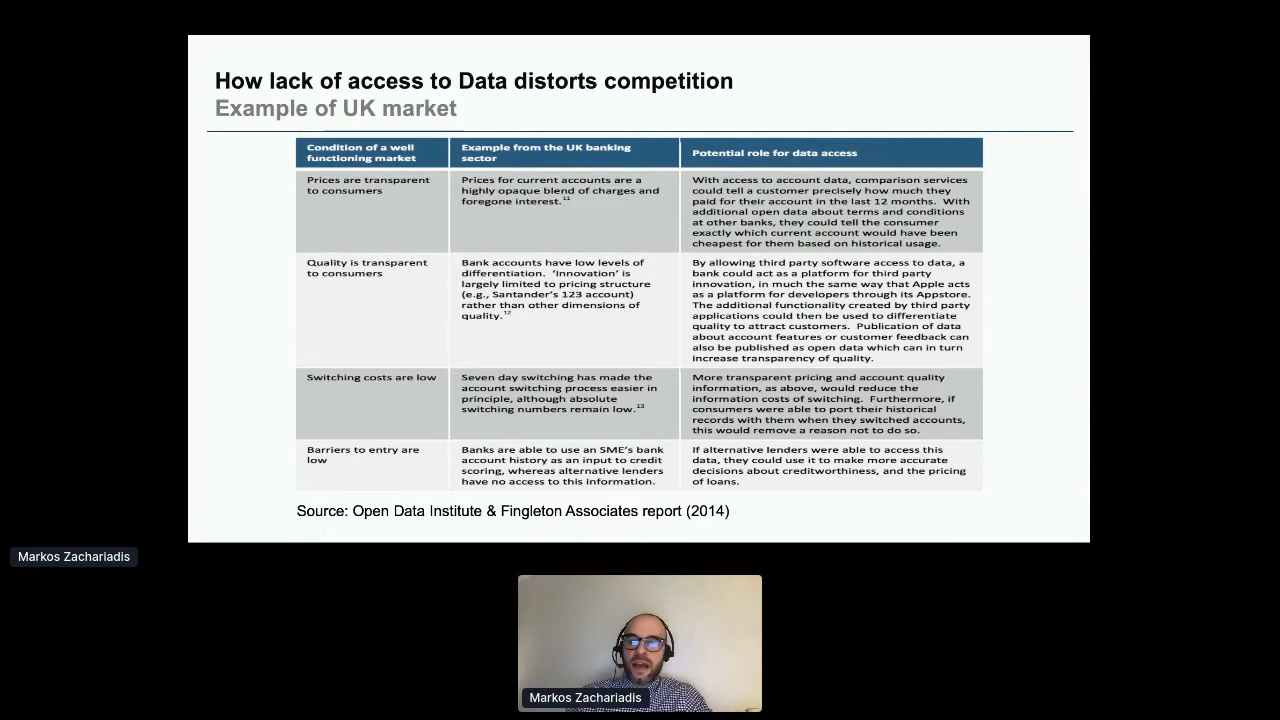 How lack of access to Data distorts competition
Example of UK market
Condition of a well
functioning market
Example from the UK banking
sector
Potential role for data access
Prices are transparent
to consumers
Prices for current accounts are a
highly opaque blend of charges and
foregone interest.¹¹
With access to account data, comparison services
could tell a customer precisely how much they
paid for their account in the last 12 months. With
additional open data about terms and conditions
at other banks, they could tell the consumer
exactly which current account would have been
cheapest for them based on historical usage.
Quality is transparent
to consumers
Bank accounts have low levels of
differentiation. ‘Innovation’ is
largely limited to pricing structure
(e.g., Santander’s 123 account)
rather than other dimensions of
quality.¹²
By allowing third party software access to data, a
bank could act as a platform for third party
innovation, in much the same way that Apple acts
as a platform for developers through its Appstore.
The additional functionality created by third party
applications could then be used to differentiate
quality to attract customers. Publication of data
about account features or customer feedback can
also be published as open data which can in turn
increase transparency of quality.
Switching costs are low
Seven day switching has made the
account switching process easier in
principle, although absolute
switching numbers remain low.¹³
More transparent pricing and account quality
information, as above, would reduce the
information costs of switching. Furthermore, if
consumers were able to port their historical
records with them when they switched accounts,
this would remove a reason not to do so.
Barriers to entry are
low
Banks are able to use an SME’s bank
account history as an input to credit
scoring, whereas alternative lenders
have no access to this information.
If alternative lenders were able to access this
data, they could use it to make more accurate
decisions about creditworthiness, and the pricing
of loans.
Source: Open Data Institute & Fingleton Associates report (2014)
Markos Zachariadis
Markos Zachariadis